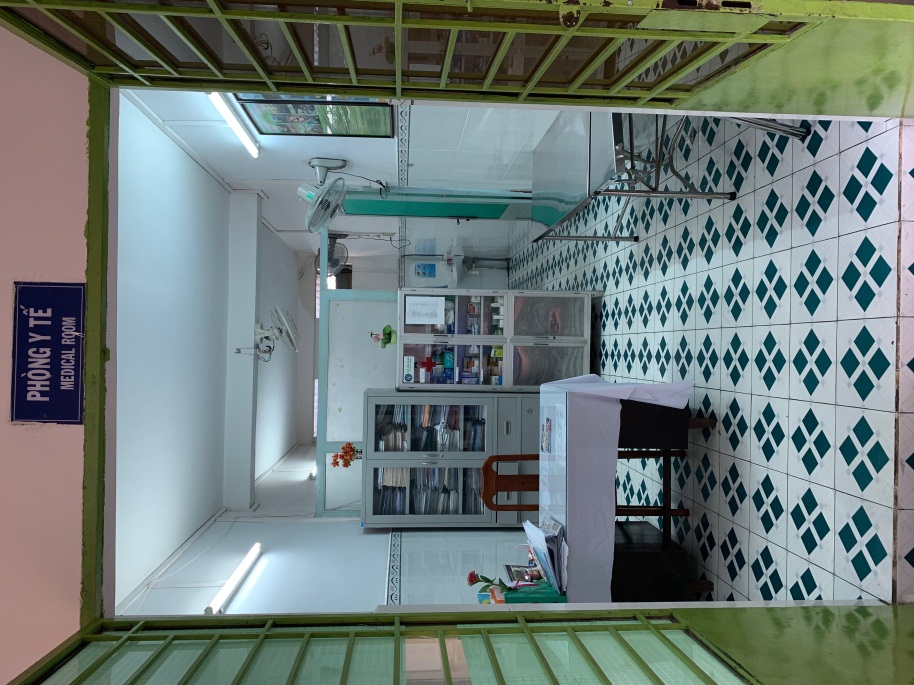 PHÒNG Y TẾ
MEDICAL ROOM